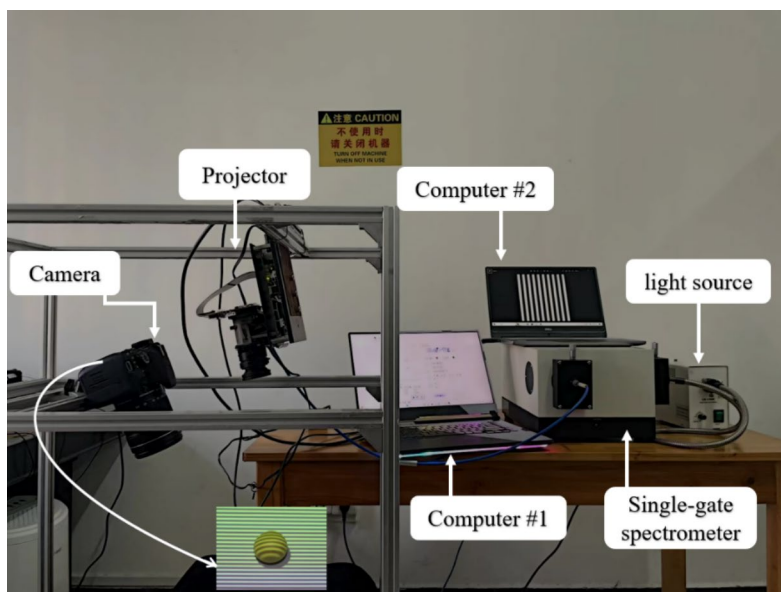 注意 CAUTION
不使用时
请关闭机器
TURN OFF MACHINE
WHEN NOT IN USE
Projector
Computer #2
Camera
light source
Computer #1
Single-gate
spectrometer